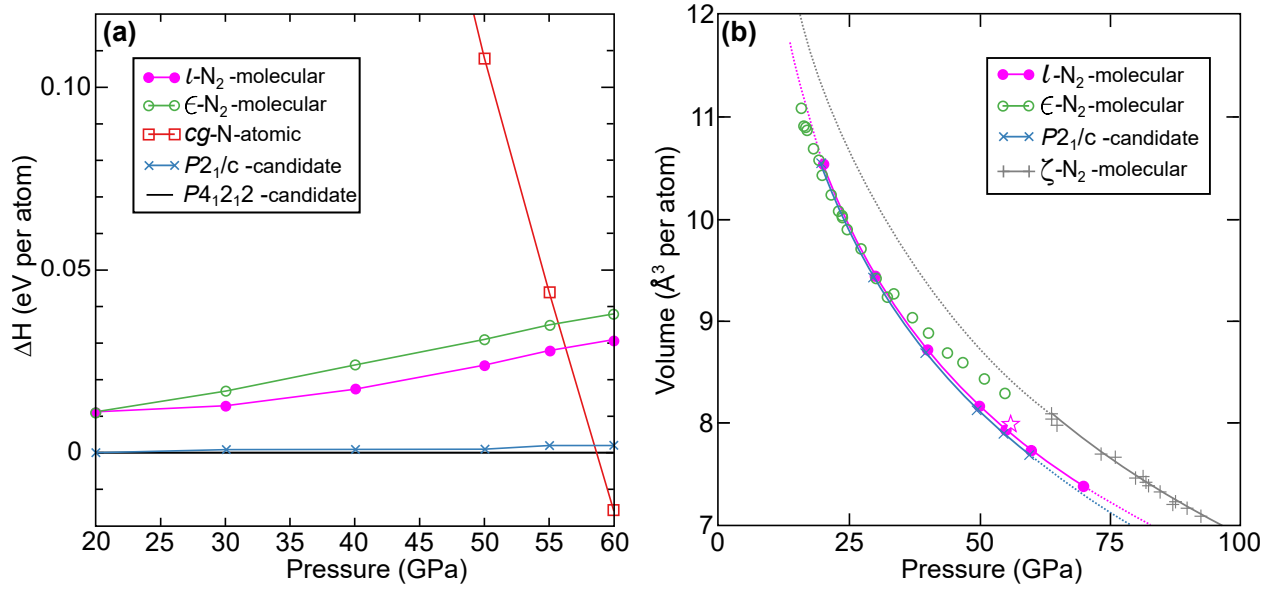 (a)
0.10
0.05
0
ΔH (eV per atom)
ι-N₂ -molecular
ϵ-N₂ -molecular
cg-N-atomic
P2₁/c -candidate
P4₁2₁2 -candidate
20 25 30 35 40 45 50 55 60
Pressure (GPa)
(b)
12
11
10
9
8
7
Volume (Å³ per atom)
ι-N₂ -molecular
ϵ-N₂ -molecular
P2₁/c -candidate
ζ-N₂ -molecular
0 25 50 75 100
Pressure (GPa)